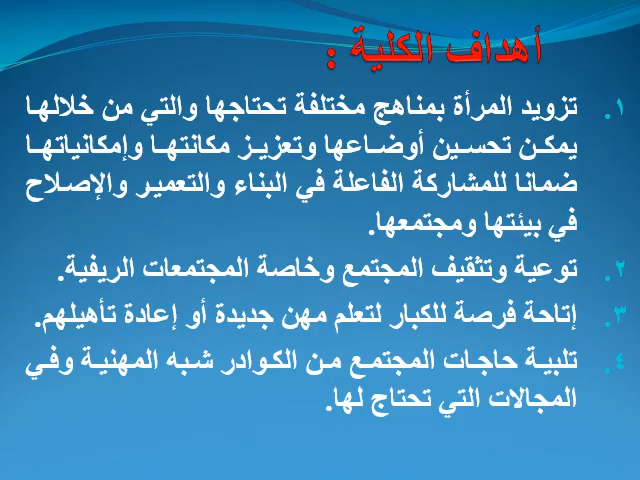 أهداف الكلية :
١. تزويد المرأة بمناهج مختلفة تحتاجها والتي من خلالها
يمكن تحسين أوضاعها وتعزيز مكانتها وإمكانياتها
ضمانا للمشاركة الفاعلة في البناء والتعمير والإصلاح
في بيئتها ومجتمعها.
٢. توعية وتثقيف المجتمع وخاصة المجتمعات الريفية.
٣. إتاحة فرصة للكبار لتعلم مهن جديدة أو إعادة تأهيلهم.
٤. تلبية حاجات المجتمع من الكوادر شبه المهنية وفي
المجالات التي تحتاج لها.